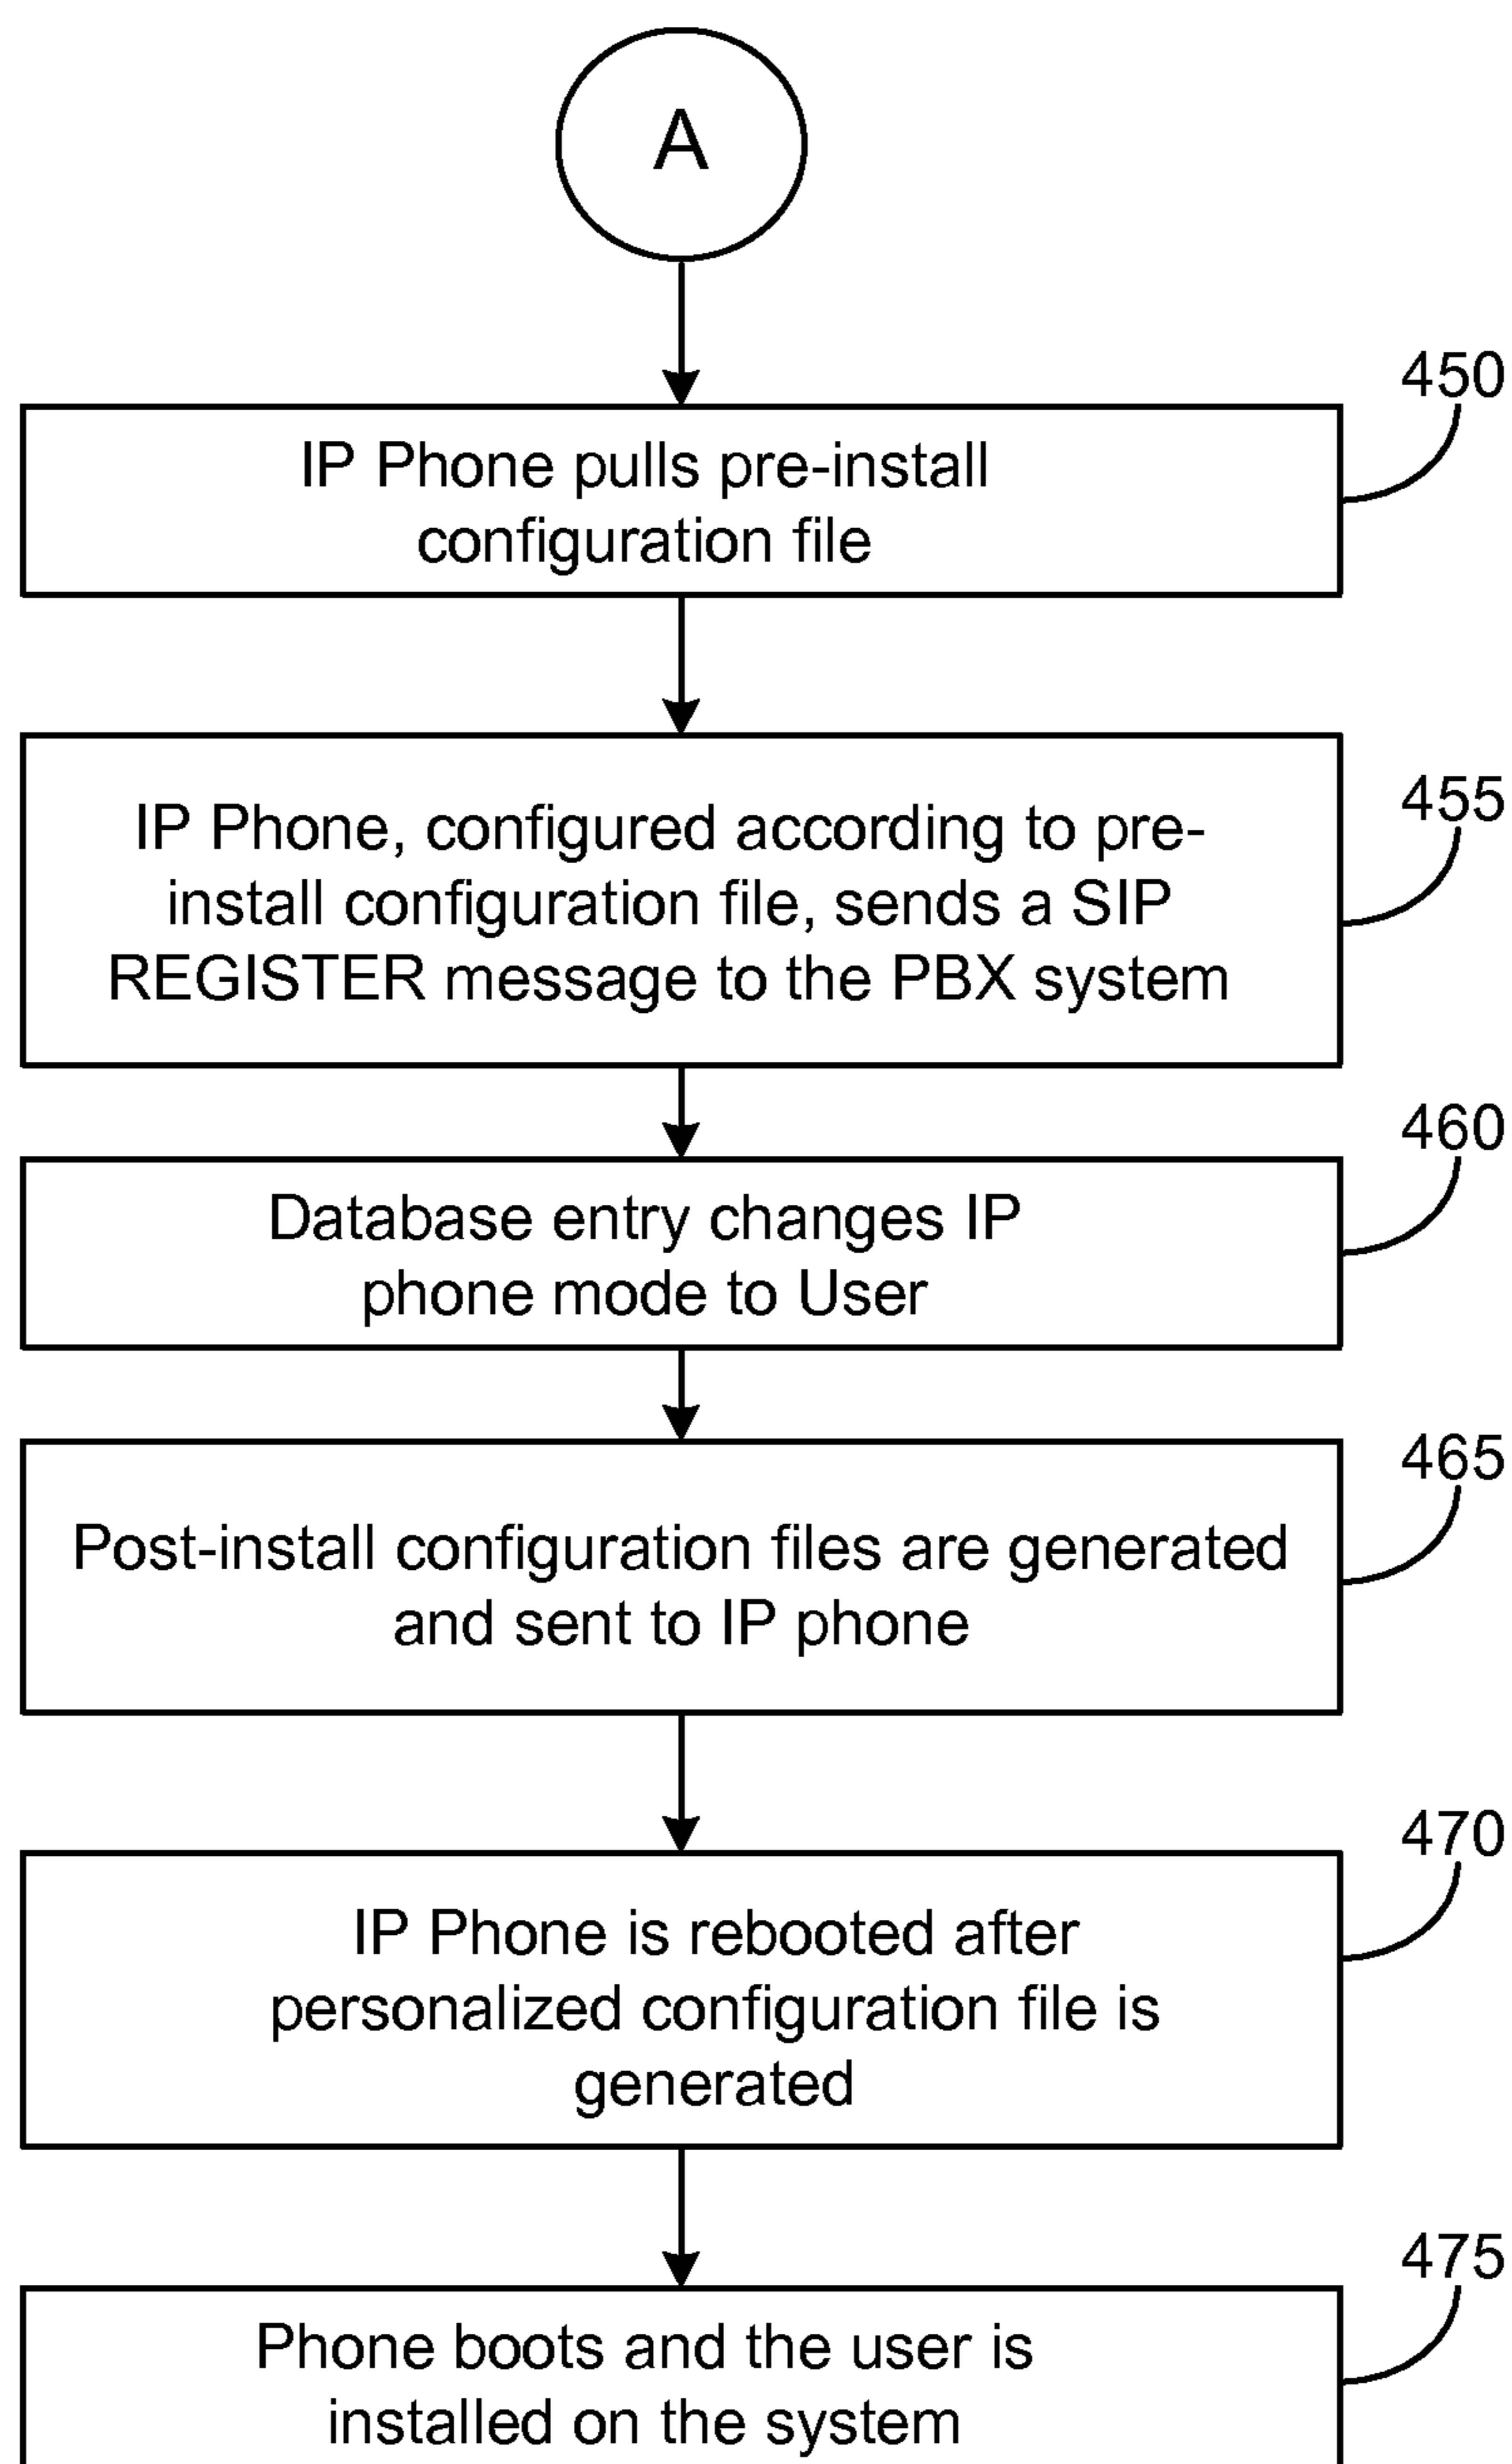 A
450
IP Phone pulls pre-install
configuration file
455
IP Phone, configured according to pre-
install configuration file, sends a SIP
REGISTER message to the PBX system
460
Database entry changes IP
phone mode to User
465
Post-install configuration files are generated
and sent to IP phone
470
IP Phone is rebooted after
personalized configuration file is
generated
475
Phone boots and the user is
installed on the system